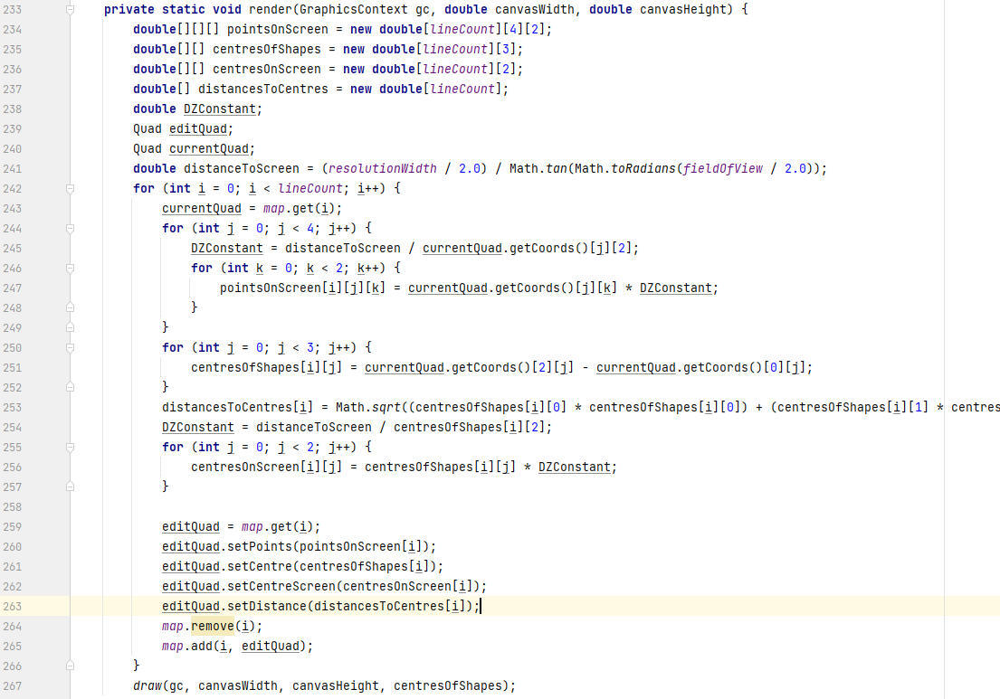 233 private static void render(GraphicsContext gc, double canvasWidth, double canvasHeight) {
234 double[][][] pointsOnScreen = new double[lineCount][4][2];
235 double[][] centresOfShapes = new double[lineCount][3];
236 double[][] centresOnScreen = new double[lineCount][2];
237 double[] distancesToCentres = new double[lineCount];
238 double DZConstant;
239 Quad editQuad;
240 Quad currentQuad;
241 double distanceToScreen = (resolutionWidth / 2.0) / Math.tan(Math.toRadians(fieldOfView / 2.0));
242 for (int i = 0; i < lineCount; i++) {
243 currentQuad = map.get(i);
244 for (int j = 0; j < 4; j++) {
245 DZConstant = distanceToScreen / currentQuad.getCoords()[j][2];
246 for (int k = 0; k < 2; k++) {
247 pointsOnScreen[i][j][k] = currentQuad.getCoords()[j][k] * DZConstant;
248 }
249 }
250 for (int j = 0; j < 3; j++) {
251 centresOfShapes[i][j] = currentQuad.getCoords()[2][j] - currentQuad.getCoords()[0][j];
252 }
253 distancesToCentres[i] = Math.sqrt((centresOfShapes[i][0] * centresOfShapes[i][0]) + (centresOfShapes[i][1] * centres
254 DZConstant = distanceToScreen / centresOfShapes[i][2];
255 for (int j = 0; j < 2; j++) {
256 centresOnScreen[i][j] = centresOfShapes[i][j] * DZConstant;
257 }
258
259 editQuad = map.get(i);
260 editQuad.setPoints(pointsOnScreen[i]);
261 editQuad.setCentre(centresOfShapes[i]);
262 editQuad.setCentreScreen(centresOnScreen[i]);
263 editQuad.setDistance(distancesToCentres[i]);
264 map.remove(i);
265 map.add(i, editQuad);
266 }
267 draw(gc, canvasWidth, canvasHeight, centresOfShapes);